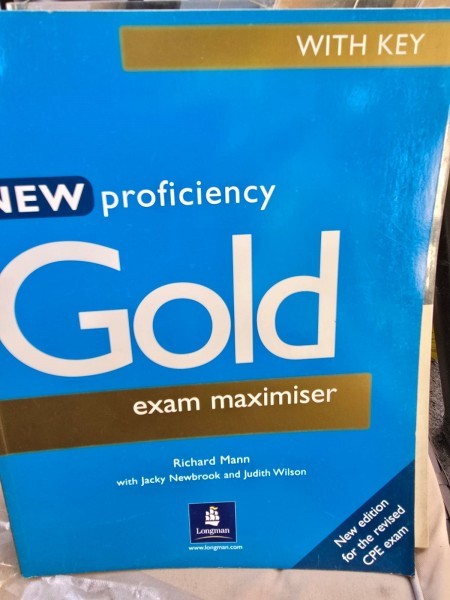 WITH KEY
NEW proficiency
Gold
exam maximiser
Richard Mann
with Jacky Newbrook and Judith Wilson
Longman
www.longman.com
New edition
for the revised
CPE exam